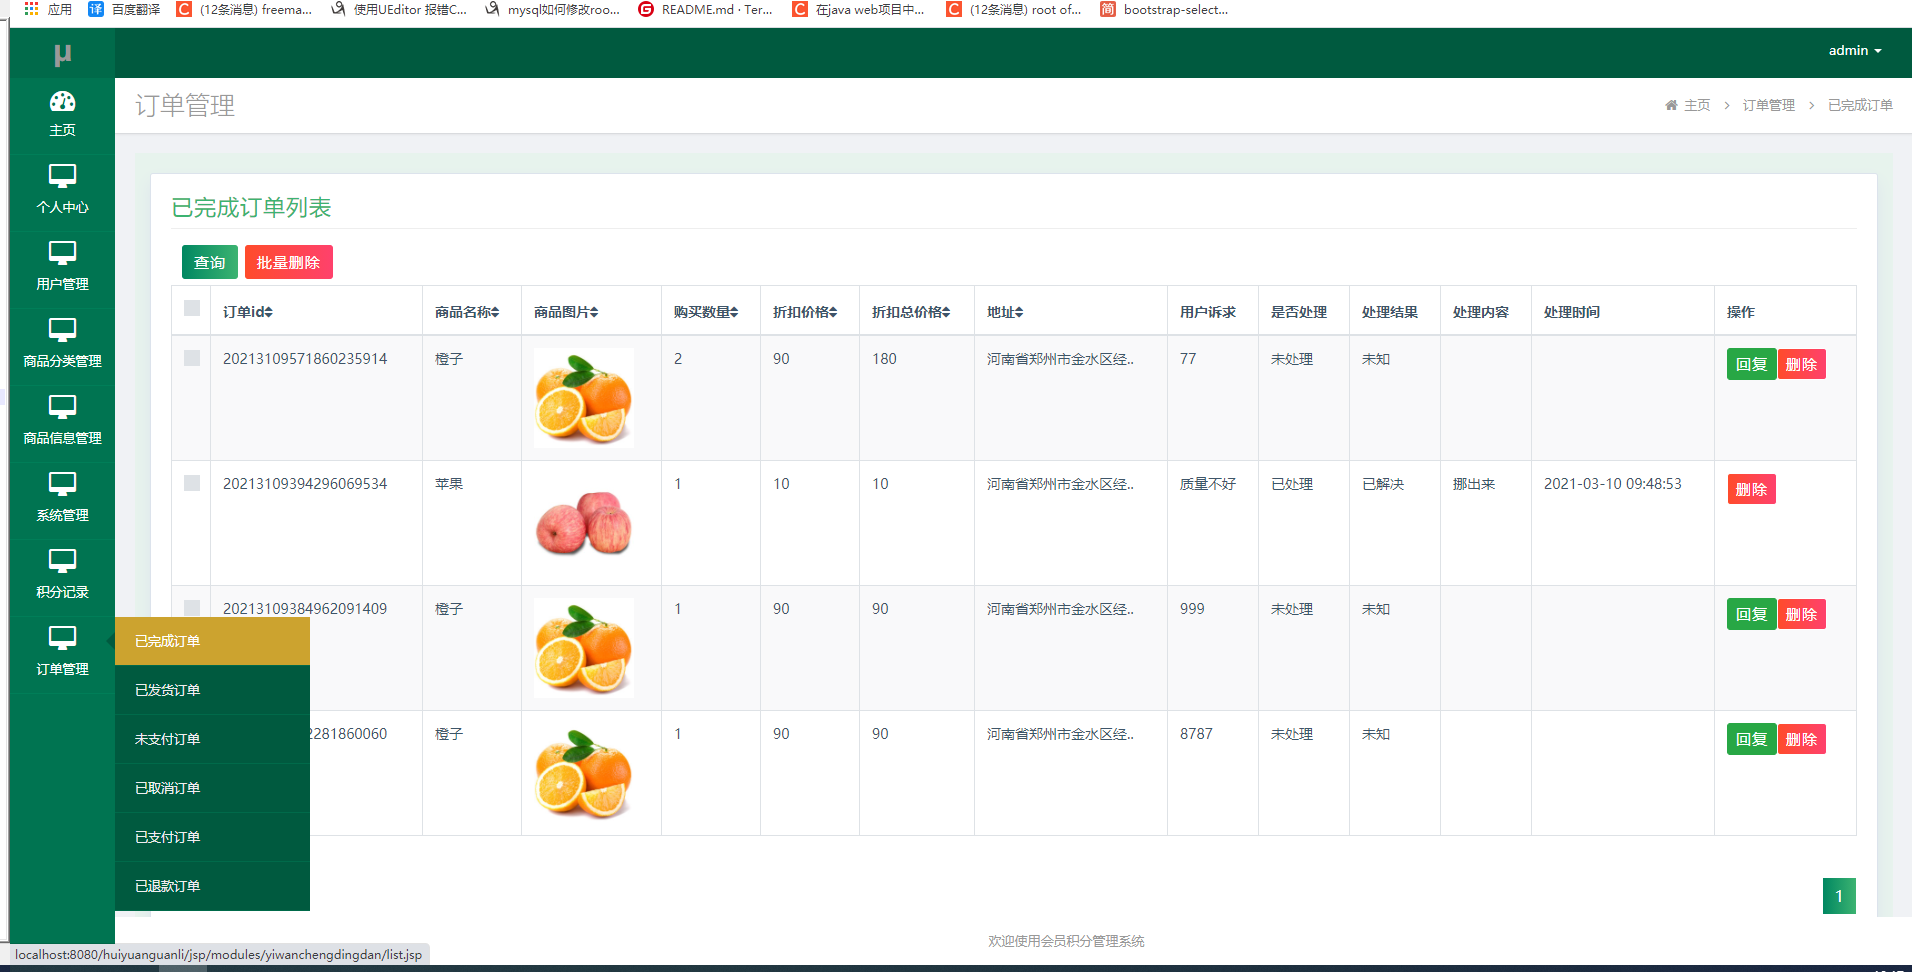 应用 译 百度翻译 C (12条消息) freema... 使用UEditor 报错C... mysql如何修改roo... G README.md · Ter... C 在java web项目中... C (12条消息) root of... 简 bootstrap-select...
μ
admin
主页
个人中心
用户管理
商品分类管理
商品信息管理
系统管理
积分记录
订单管理
订单管理
主页 > 订单管理 > 已完成订单
已完成订单列表
查询 批量删除
订单id 商品名称 商品图片 购买数量 折扣价格 折扣总价格 地址 用户诉求 是否处理 处理结果 处理内容 处理时间 操作
20213109571860235914 橙子 2 90 180 河南省郑州市金水区经.. 77 未处理 未知 回复 删除
20213109394296069534 苹果 1 10 10 河南省郑州市金水区经.. 质量不好 已处理 已解决 挪出来 2021-03-10 09:48:53 删除
20213109384962091409 橙子 1 90 90 河南省郑州市金水区经.. 999 未处理 未知 回复 删除
2281860060 橙子 1 90 90 河南省郑州市金水区经.. 8787 未处理 未知 回复 删除
已完成订单
已发货订单
未支付订单
已取消订单
已支付订单
已退款订单
1
欢迎使用会员积分管理系统
localhost:8080/huiyuanguanli/jsp/modules/yiwanchengdingdan/list.jsp